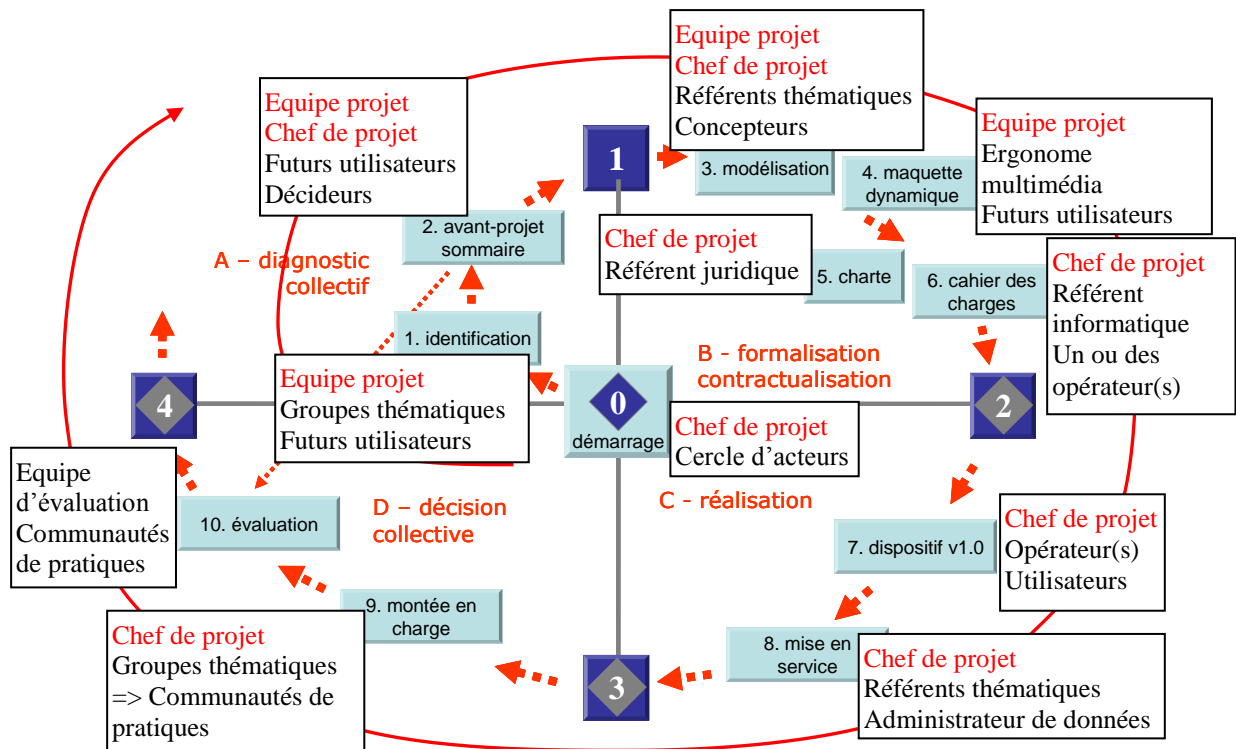 Equipe projet
Chef de projet
Référents thématiques
Concepteurs
Equipe projet
Chef de projet
Futurs utilisateurs
Décideurs
Equipe projet
Ergonome
multimédia
Futurs utilisateurs
1
3. modélisation
4. maquette
dynamique
2. avant-projet
sommaire
Chef de projet
Référent juridique
A – diagnostic
collectif
5. charte
6. cahier des
charges
Chef de projet
Référent
informatique
Un ou des
opérateur(s)
1. identification
B - formalisation
contractualisation
Equipe projet
Groupes thématiques
Futurs utilisateurs
4
0
démarrage
2
Chef de projet
Cercle d’acteurs
Equipe
d’évaluation
Communautés
de pratiques
10. évaluation
D – décision
collective
C - réalisation
Chef de projet
Opérateur(s)
Utilisateurs
7. dispositif v1.0
9. montée en
charge
8. mise en
service
Chef de projet
Groupes thématiques
=> Communautés de
pratiques
3
Chef de projet
Référents thématiques
Administrateur de données